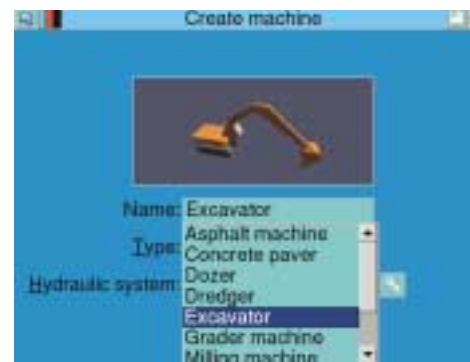 Create machine
Name: Excavator
Type:
Asphalt machine
Concrete paver
Hydraulic system:
Dozer
Dredger
Excavator
Grader machine
Milling machine